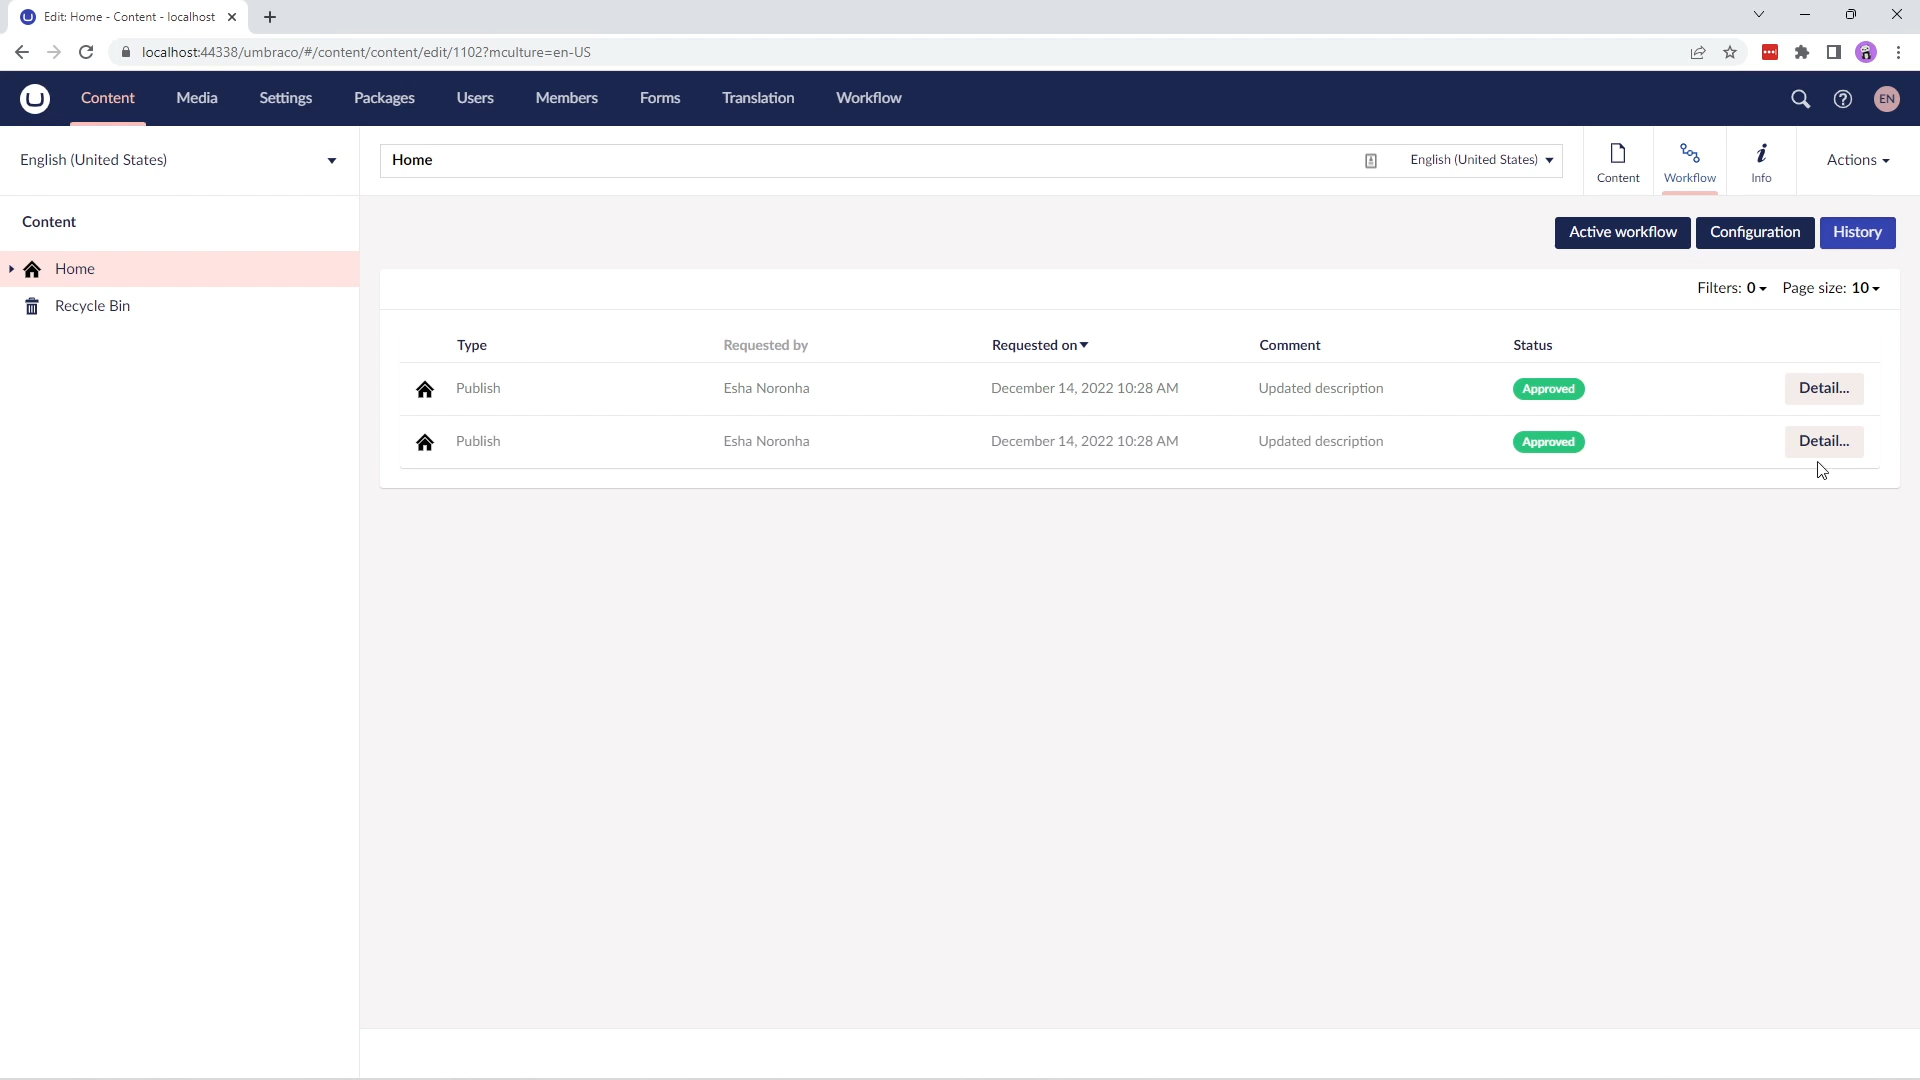 Edit: Home - Content - localhost
localhost:44338/umbraco/#/content/content/edit/1102?mculture=en-US
Content Media Settings Packages Users Members Forms Translation Workflow EN
English (United States)
Home English (United States)
Content Workflow Info Actions
Content
Home
Recycle Bin
Active workflow Configuration History
Filters: 0 Page size: 10
Type Requested by Requested on Comment Status
Publish Esha Noronha December 14, 2022 10:28 AM Updated description Approved Detail...
Publish Esha Noronha December 14, 2022 10:28 AM Updated description Approved Detail...